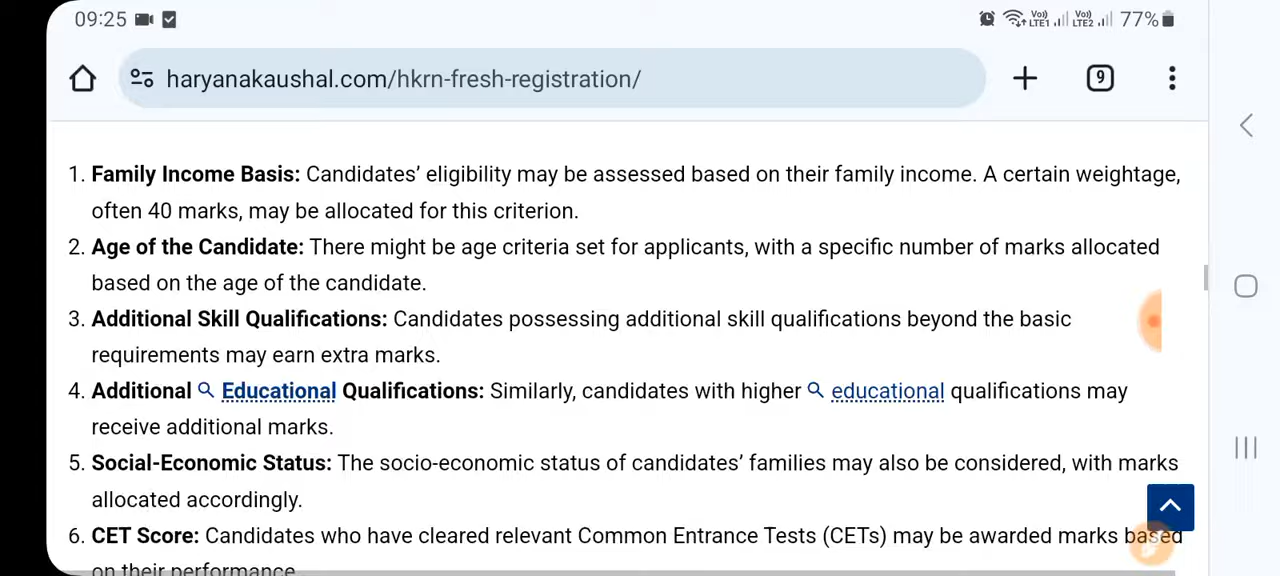 09:25 Vo)) LTE1 Vo)) LTE2 77%
haryanakaushal.com/hkrn-fresh-registration/ 9
1. Family Income Basis: Candidates’ eligibility may be assessed based on their family income. A certain weightage,
often 40 marks, may be allocated for this criterion.
2. Age of the Candidate: There might be age criteria set for applicants, with a specific number of marks allocated
based on the age of the candidate.
3. Additional Skill Qualifications: Candidates possessing additional skill qualifications beyond the basic
requirements may earn extra marks.
4. Additional Educational Qualifications: Similarly, candidates with higher educational qualifications may
receive additional marks.
5. Social-Economic Status: The socio-economic status of candidates’ families may also be considered, with marks
allocated accordingly.
6. CET Score: Candidates who have cleared relevant Common Entrance Tests (CETs) may be awarded marks based
on their performance